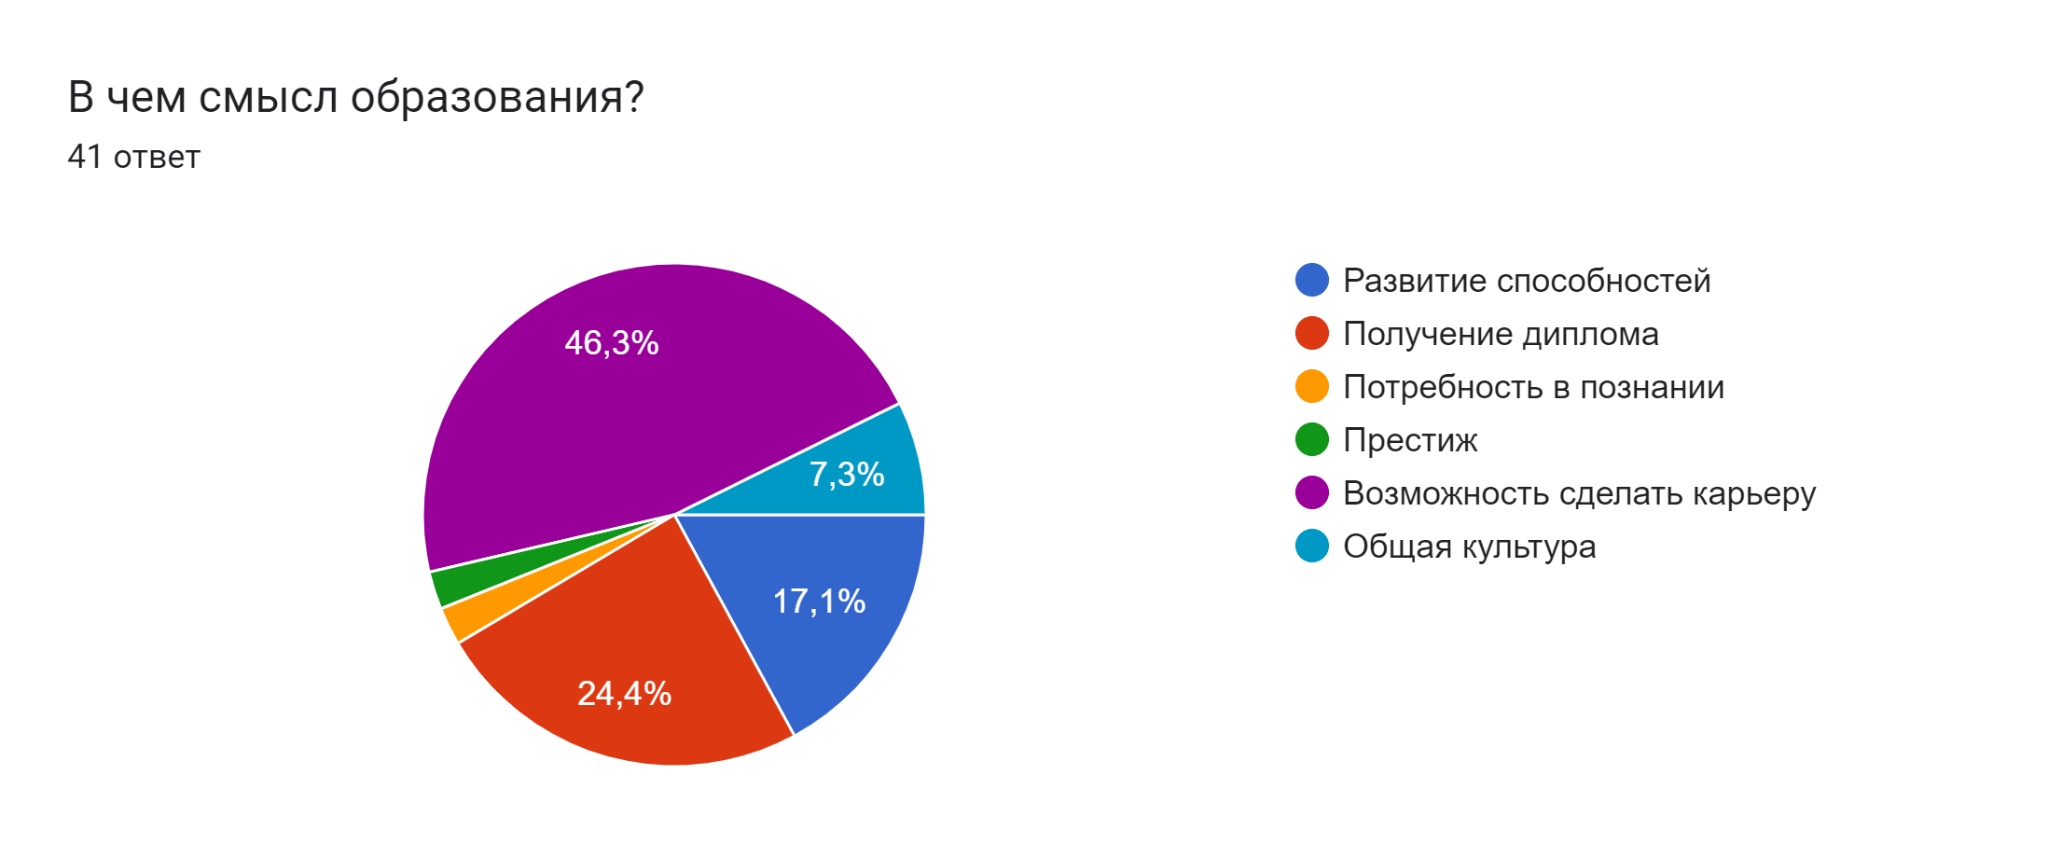 В чем смысл образования?
41 ответ
46,3%
7,3%
17,1%
24,4%
Развитие способностей
Получение диплома
Потребность в познании
Престиж
Возможность сделать карьеру
Общая культура